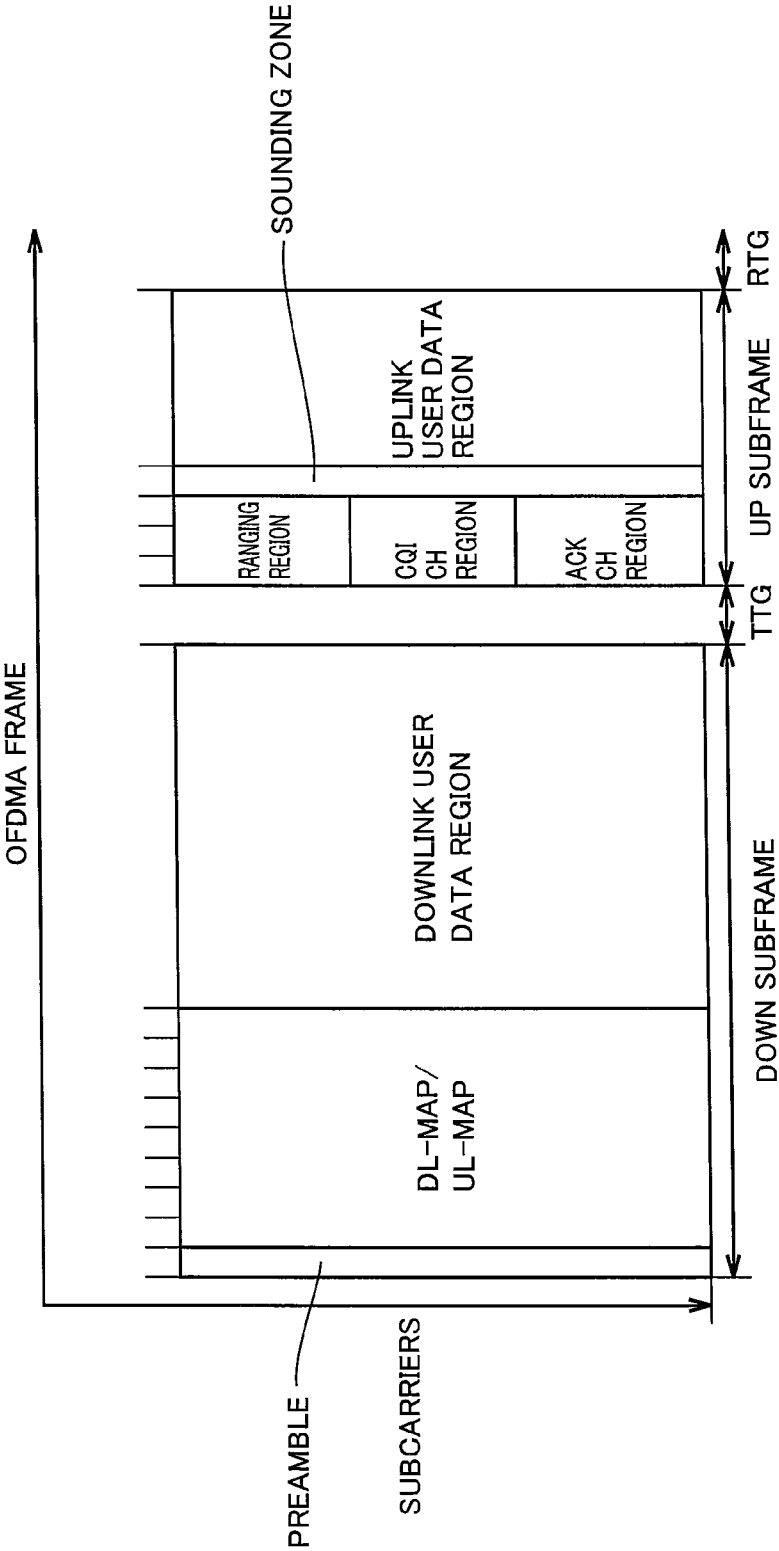 OFDMA FRAME
SOUNDING ZONE
PREAMBLE
SUBCARRIERS
DL-MAP/
UL-MAP
DOWNLINK USER
DATA REGION
RANGING
REGION
CQI
CH
REGION
ACK
CH
REGION
UPLINK
USER DATA
REGION
DOWN SUBFRAME
TTG
UP SUBFRAME
RTG